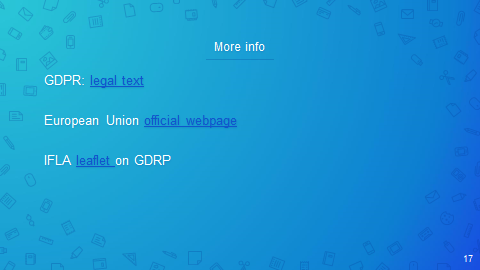 More info
GDPR: legal text
European Union official webpage
IFLA leaflet on GDRP
17